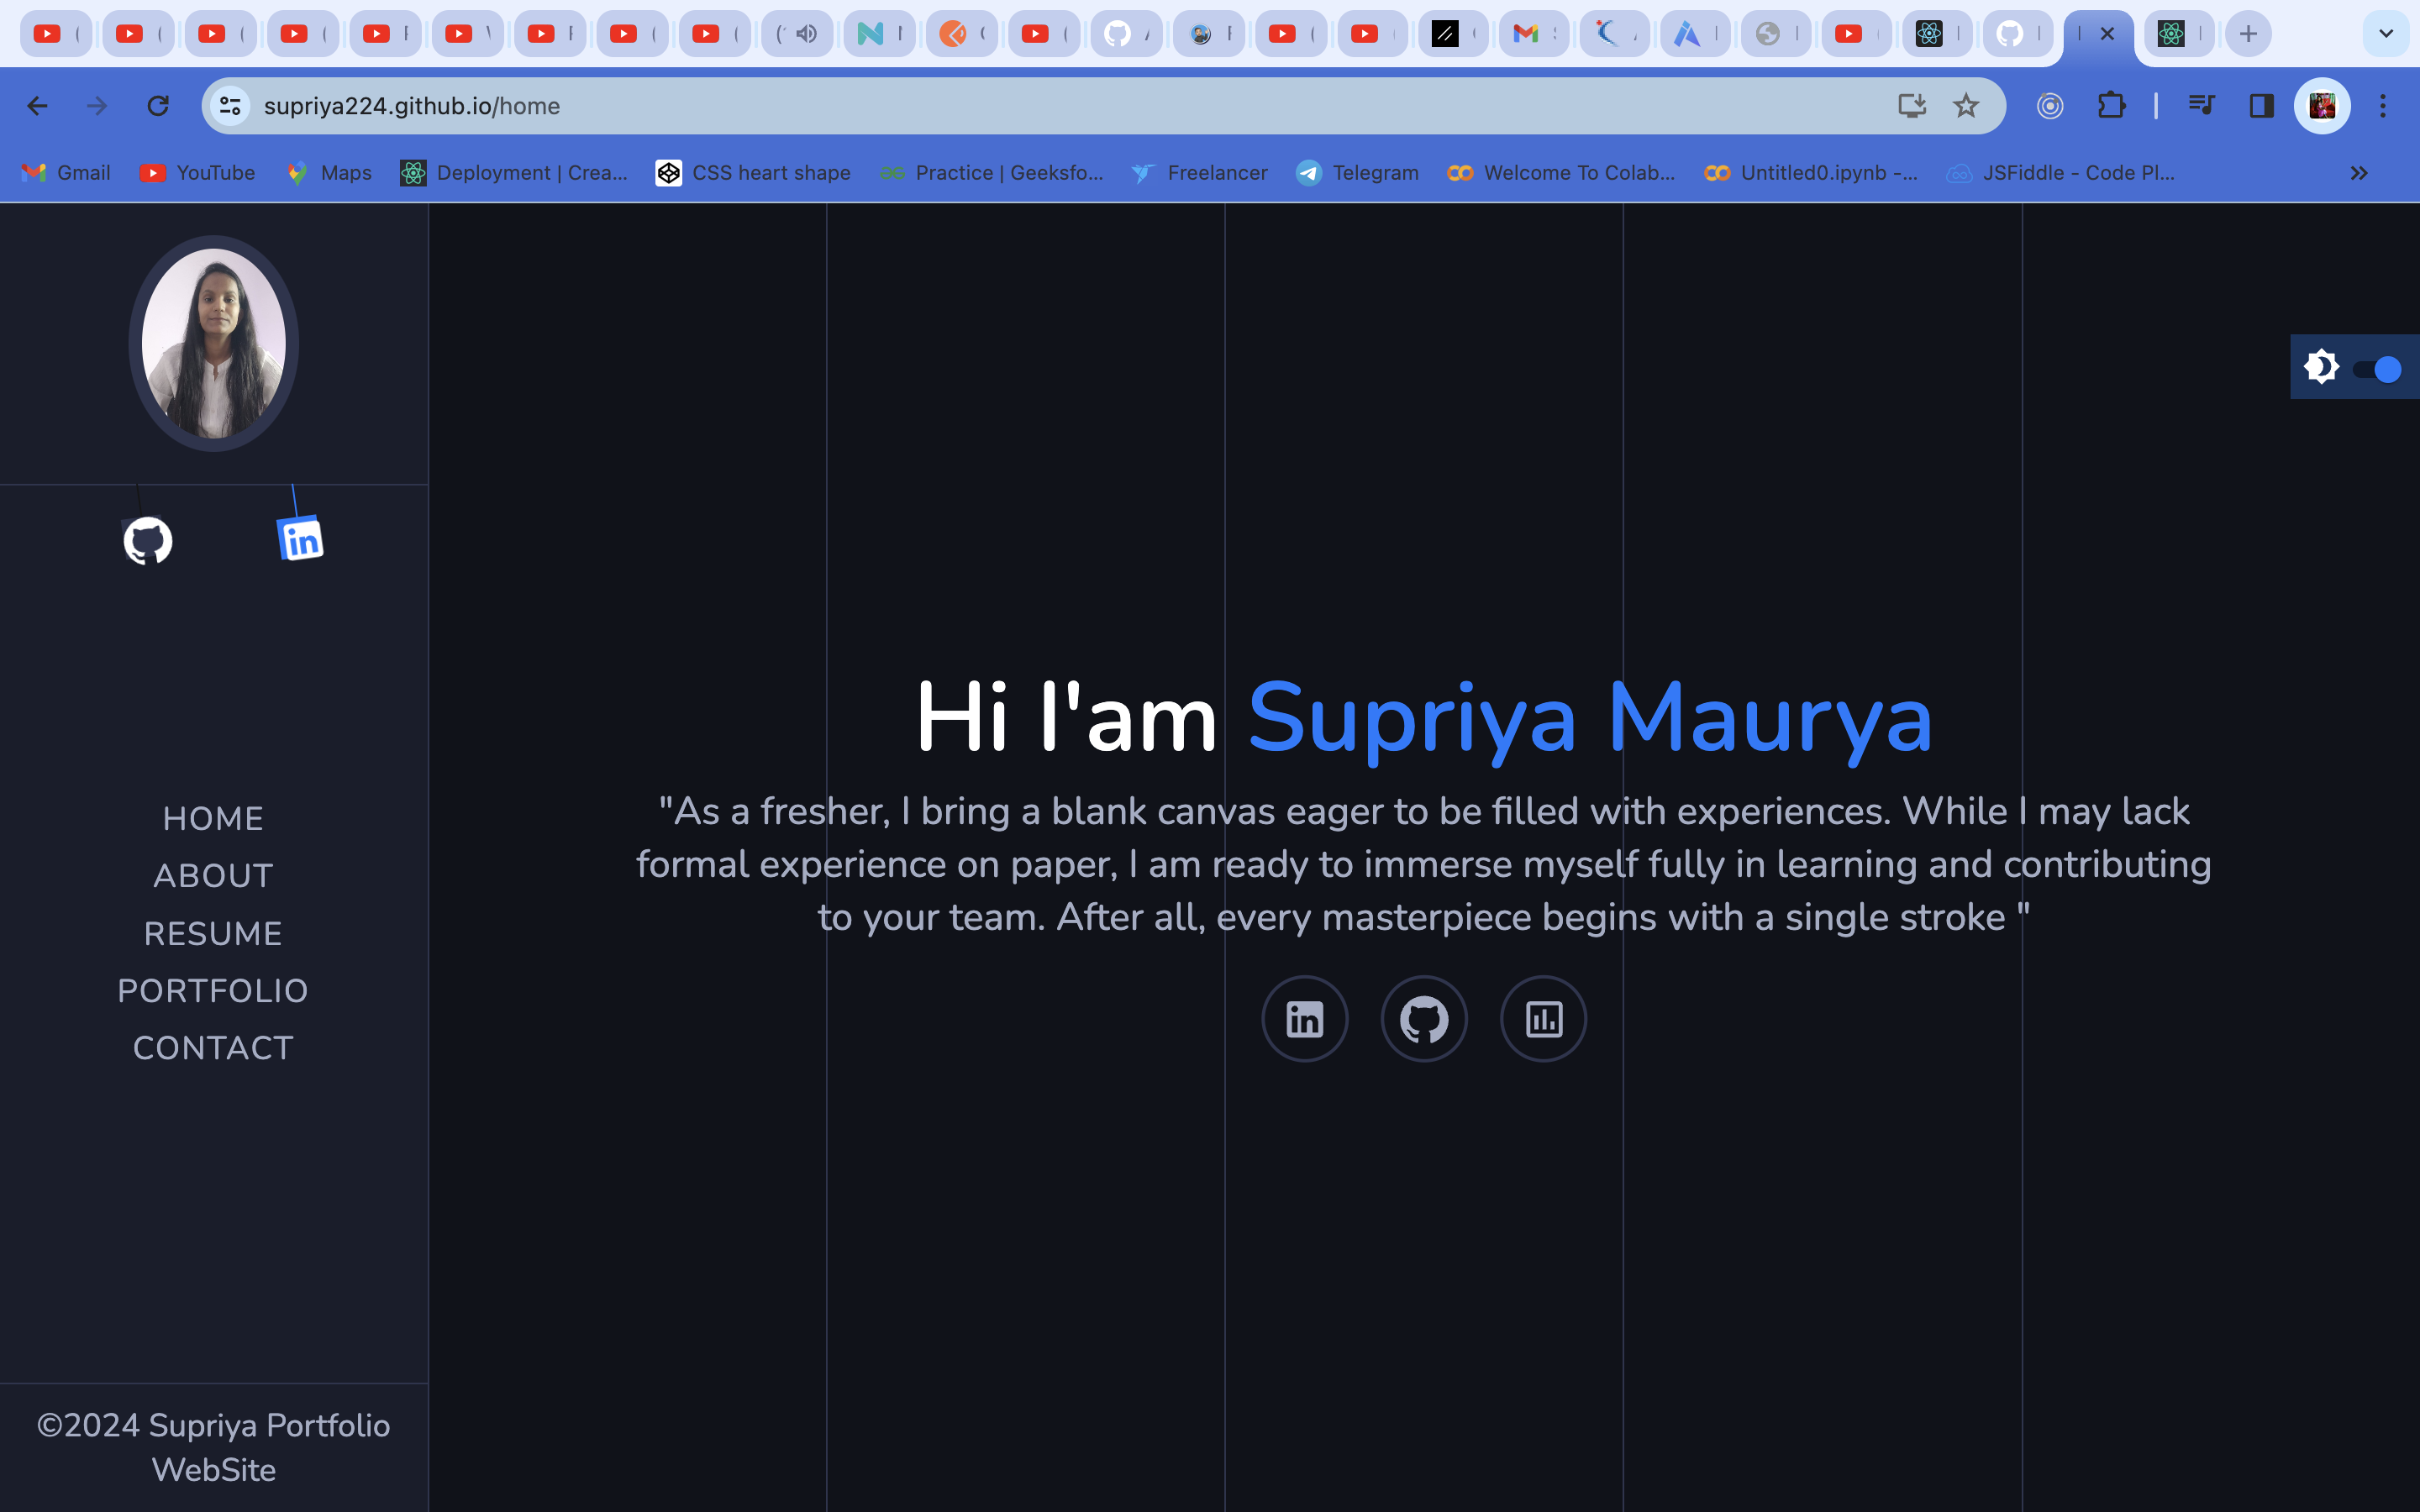 supriya224.github.io/home
Gmail YouTube Maps Deployment | Crea... CSS heart shape Practice | Geeksfo... Freelancer Telegram Welcome To Colab... Untitled0.ipynb -... JSFiddle - Code Pl...
HOME
ABOUT
RESUME
PORTFOLIO
CONTACT
©2024 Supriya Portfolio
WebSite
Hi I'am Supriya Maurya
"As a fresher, I bring a blank canvas eager to be filled with experiences. While I may lack
formal experience on paper, I am ready to immerse myself fully in learning and contributing
to your team. After all, every masterpiece begins with a single stroke "